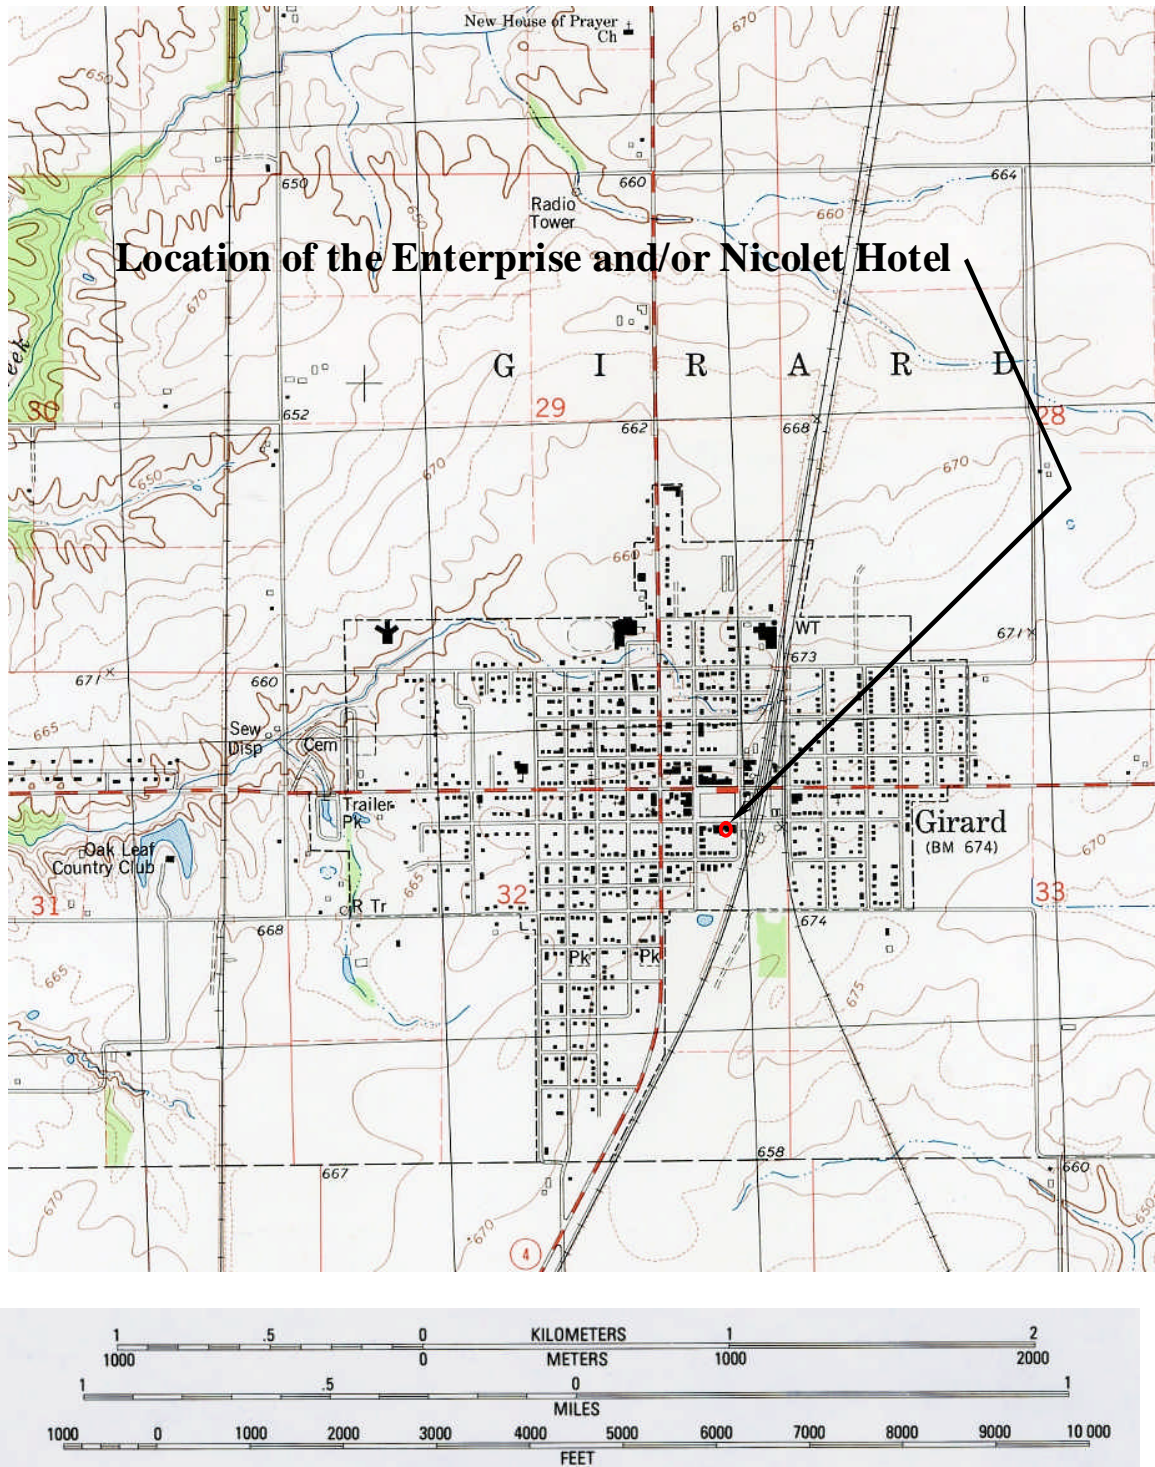 New House of Prayer
Ch
670
650
650
660
664
Radio
Tower
650
660
Location of the Enterprise and/or Nicolet Hotel
670
eek
G I R A R D
30
652
29
662
668
28
670
650
670
660
WT
673
671
671
660
665
Sew
Disp
Cem
Trailer
Pk
Girard
(BM 674)
670
Oak Leaf
Country Club
665
31
R Tr
32
33
668
674
Pk
Pk
665
675
658
667
660
670
670
650
4
1 .5 0 KILOMETERS 1 2
1000 0 METERS 1000 2000
1 .5 0 1
MILES
1000 0 1000 2000 3000 4000 5000 6000 7000 8000 9000 10 000
FEET